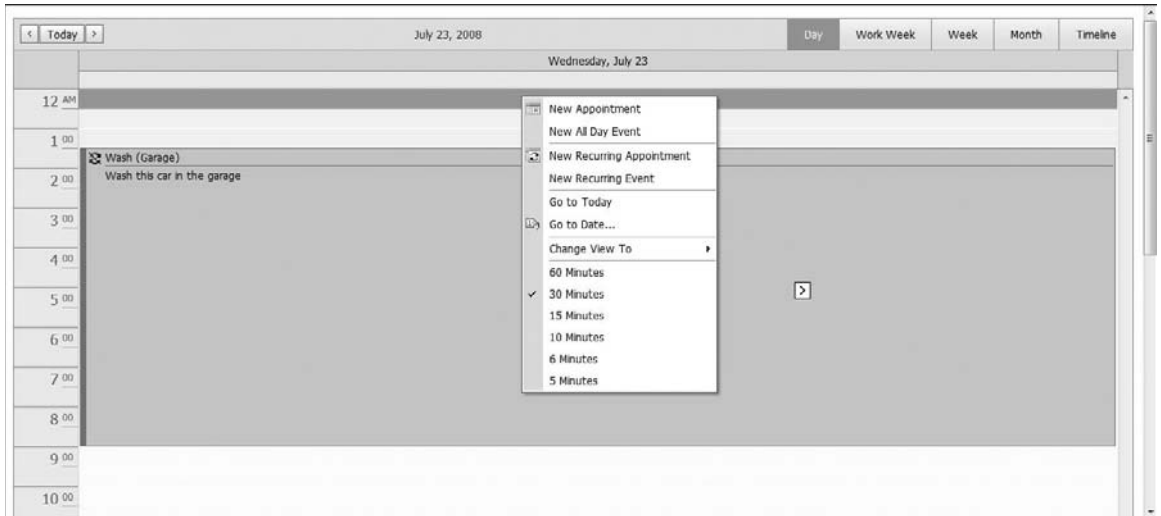 Today July 23, 2008 Day Work Week Week Month Timeline
Wednesday, July 23
12 AM
1 00
Wash (Garage)
Wash this car in the garage
2 00
3 00
4 00
5 00
6 00
7 00
8 00
9 00
10 00
New Appointment
New All Day Event
New Recurring Appointment
New Recurring Event
Go to Today
Go to Date...
Change View To
60 Minutes
30 Minutes
15 Minutes
10 Minutes
6 Minutes
5 Minutes